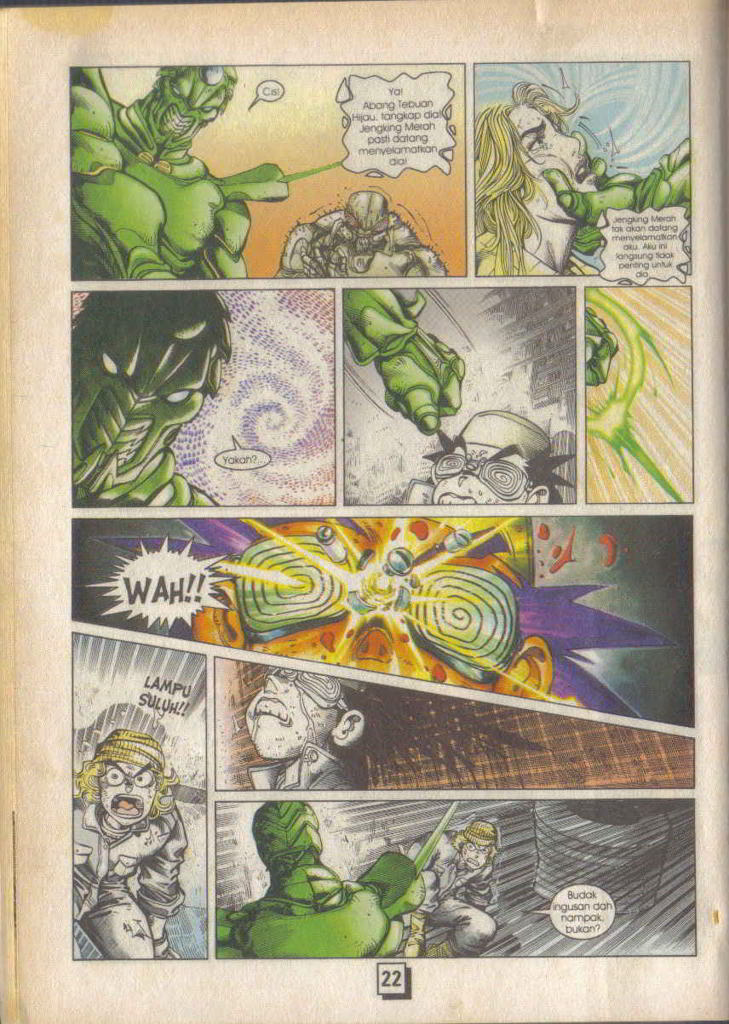 Cis!
Ya!
Abang Tebuan
Hijau, tangkap dia!
Jengking Merah
pasti datang
menyelamatkan
dia!
Jengking Merah
tak akan datang
menyelamatkan
aku. Aku ini
langsung tidak
penting untuk
dia.
Yakah?...
WAH!!
LAMPU
SULUH!!
Budak
ingusan dah
nampak,
bukan?
22